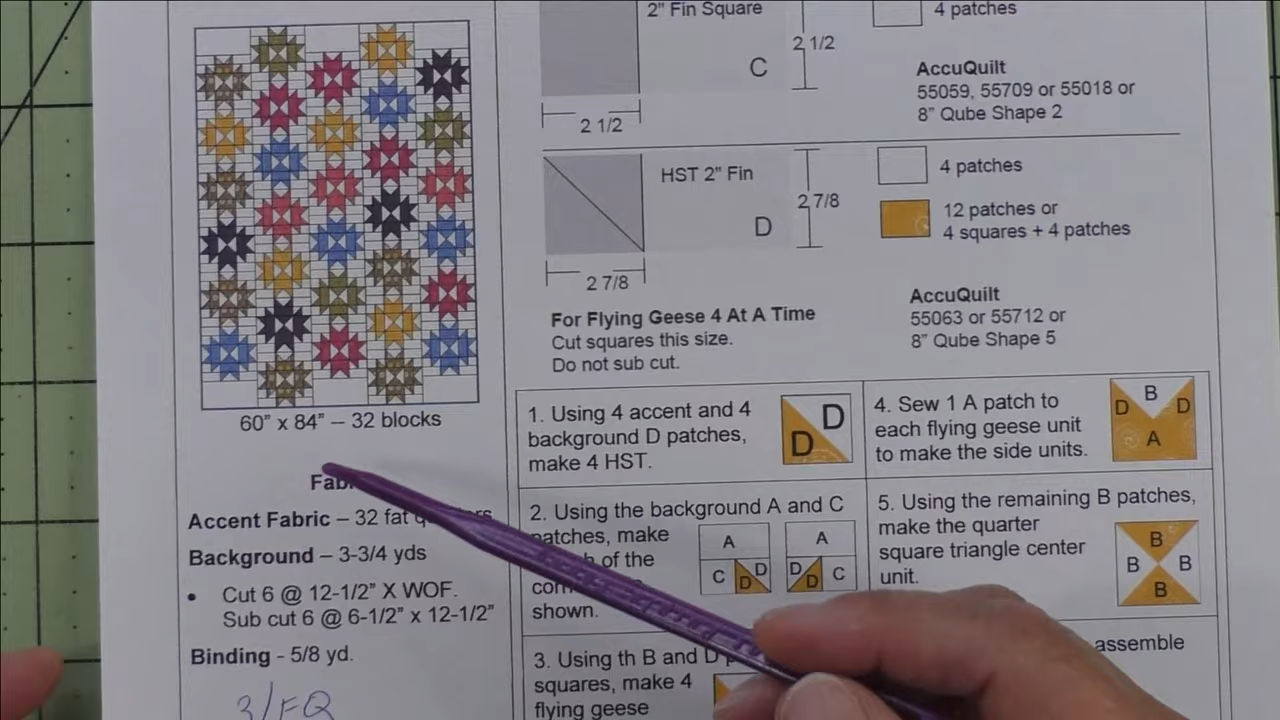 60" x 84" – 32 blocks
Accent Fabric – 32 fat
Background – 3-3/4 yds
• Cut 6 @ 12-1/2" X WOF.
Sub cut 6 @ 6-1/2" x 12-1/2"
Binding - 5/8 yd.
3/FQ
2" Fin Square
C
2 1/2
2 1/2
4 patches
AccuQuilt
55059, 55709 or 55018 or
8" Qube Shape 2
HST 2" Fin
D
2 7/8
2 7/8
4 patches
12 patches or
4 squares + 4 patches
For Flying Geese 4 At A Time
Cut squares this size.
Do not sub cut.
AccuQuilt
55063 or 55712 or
8" Qube Shape 5
1. Using 4 accent and 4
background D patches,
make 4 HST.
D
D
2. Using the background A and C
patches, make
of the
shown.
A
C D D
A
D D C
3. Using th B and D
squares, make 4
flying geese
4. Sew 1 A patch to
each flying geese unit
to make the side units.
D B D
A
5. Using the remaining B patches,
make the quarter
square triangle center
unit.
B
B B
B
assemble